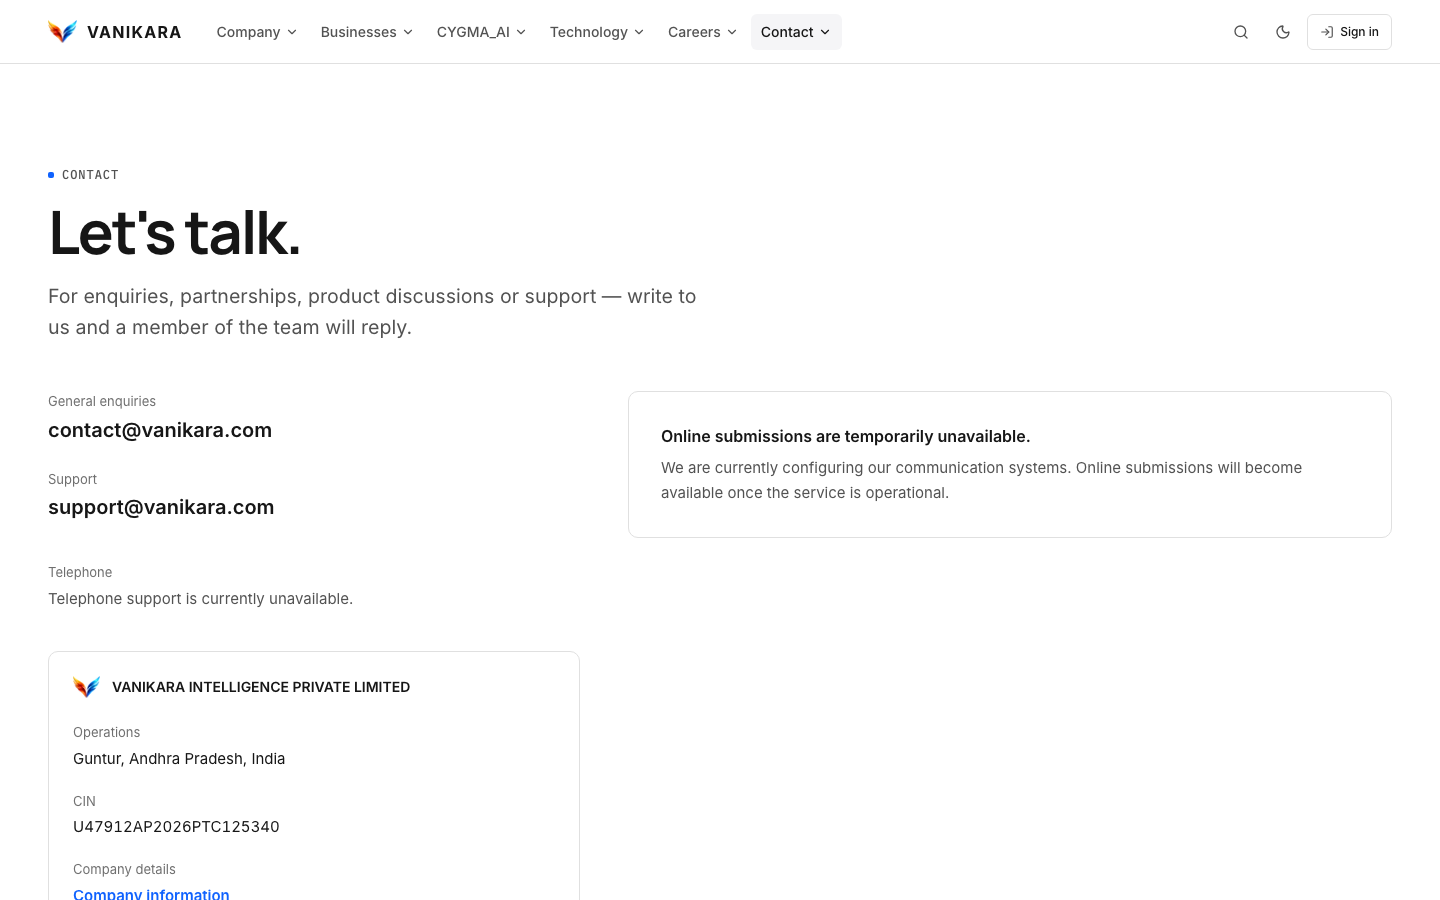 VANIKARA
Company
Businesses
CYGMA_AI
Technology
Careers
Contact
Sign in
CONTACT
Let's talk.
For enquiries, partnerships, product discussions or support — write to
us and a member of the team will reply.
General enquiries
contact@vanikara.com
Support
support@vanikara.com
Telephone
Telephone support is currently unavailable.
Online submissions are temporarily unavailable.
We are currently configuring our communication systems. Online submissions will become
available once the service is operational.
VANIKARA INTELLIGENCE PRIVATE LIMITED
Operations
Guntur, Andhra Pradesh, India
CIN
U47912AP2026PTC125340
Company details
Company information